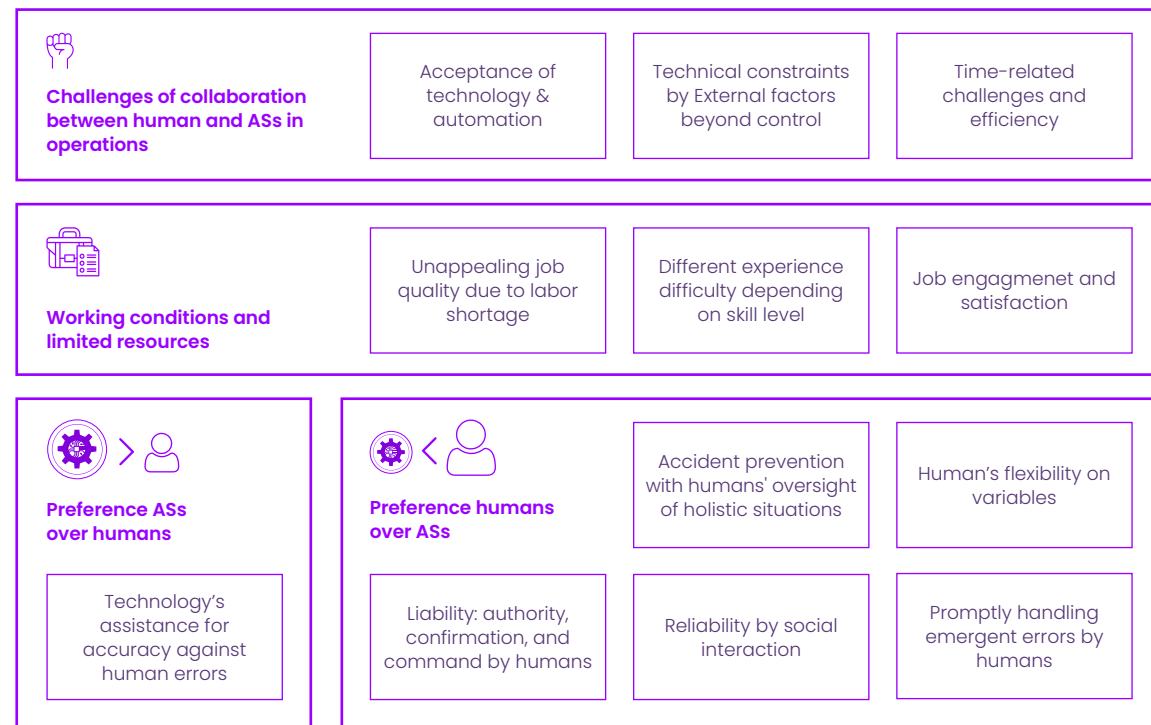 Challenges of collaboration
between human and ASs in
operations
Acceptance of
technology &
automation
Technical constraints
by External factors
beyond control
Time-related
challenges and
efficiency
Working conditions and
limited resources
Unappealing job
quality due to labor
shortage
Different experience
difficulty depending
on skill level
Job engagmenet and
satisfaction
Preference ASs
over humans
Technology’s
assistance for
accuracy against
human errors
Preference humans
over ASs
Accident prevention
with humans' oversight
of holistic situations
Human’s flexibility on
variables
Liability: authority,
confirmation, and
command by humans
Reliability by social
interaction
Promptly handling
emergent errors by
humans